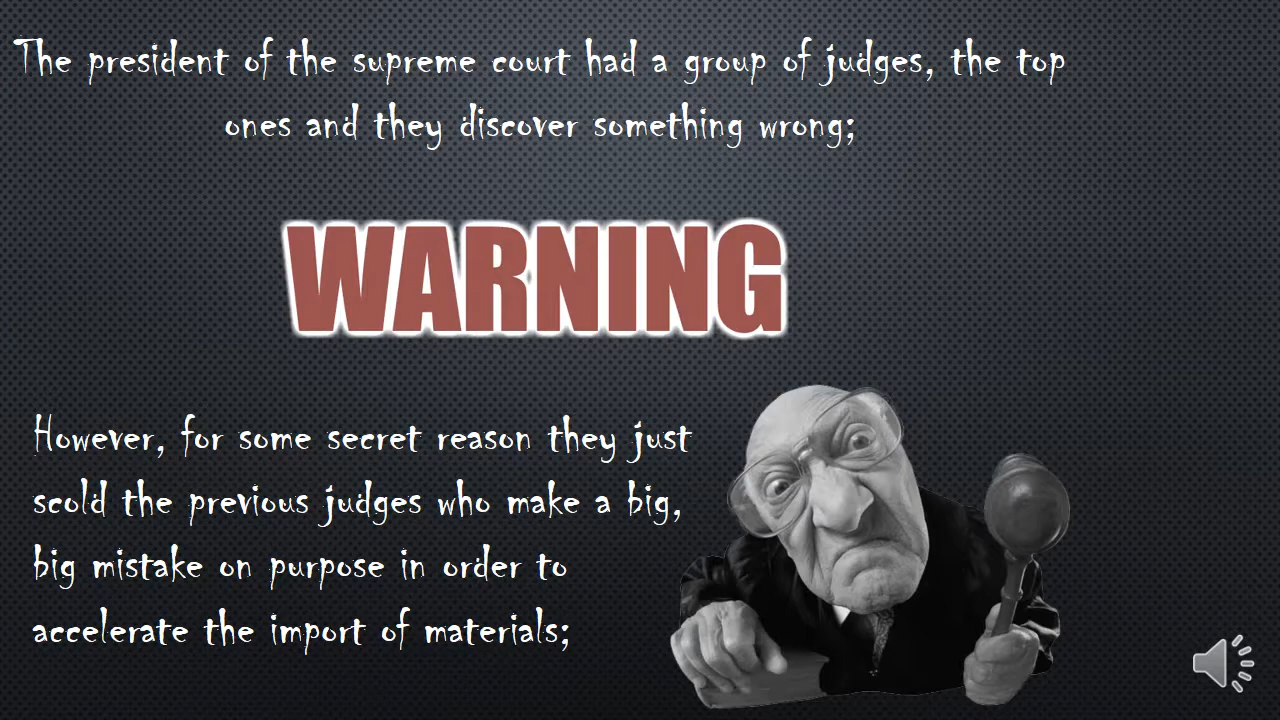 The president of the supreme court had a group of judges, the top
ones and they discover something wrong;
WARNING
However, for some secret reason they just
scold the previous judges who make a big,
big mistake on purpose in order to
accelerate the import of materials;